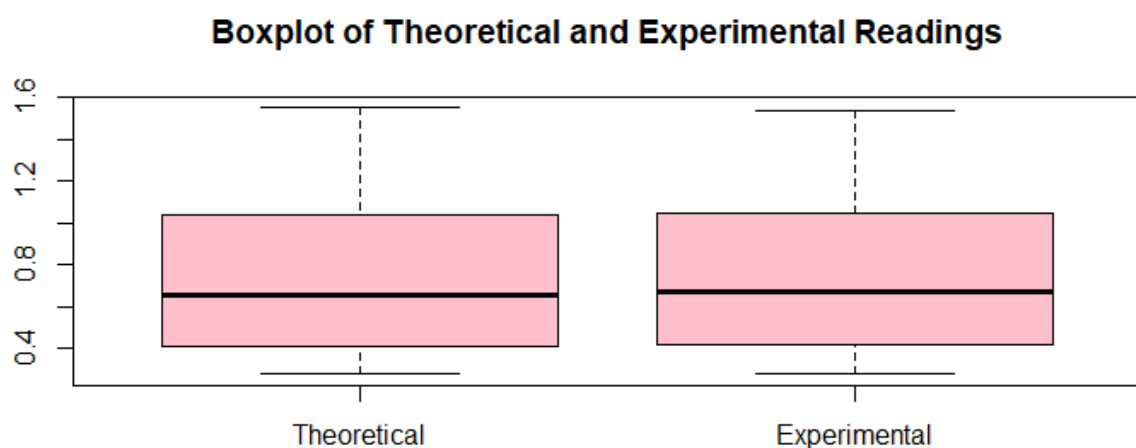 Boxplot of Theoretical and Experimental Readings
1.6
1.2
0.8
0.4
Theoretical Experimental